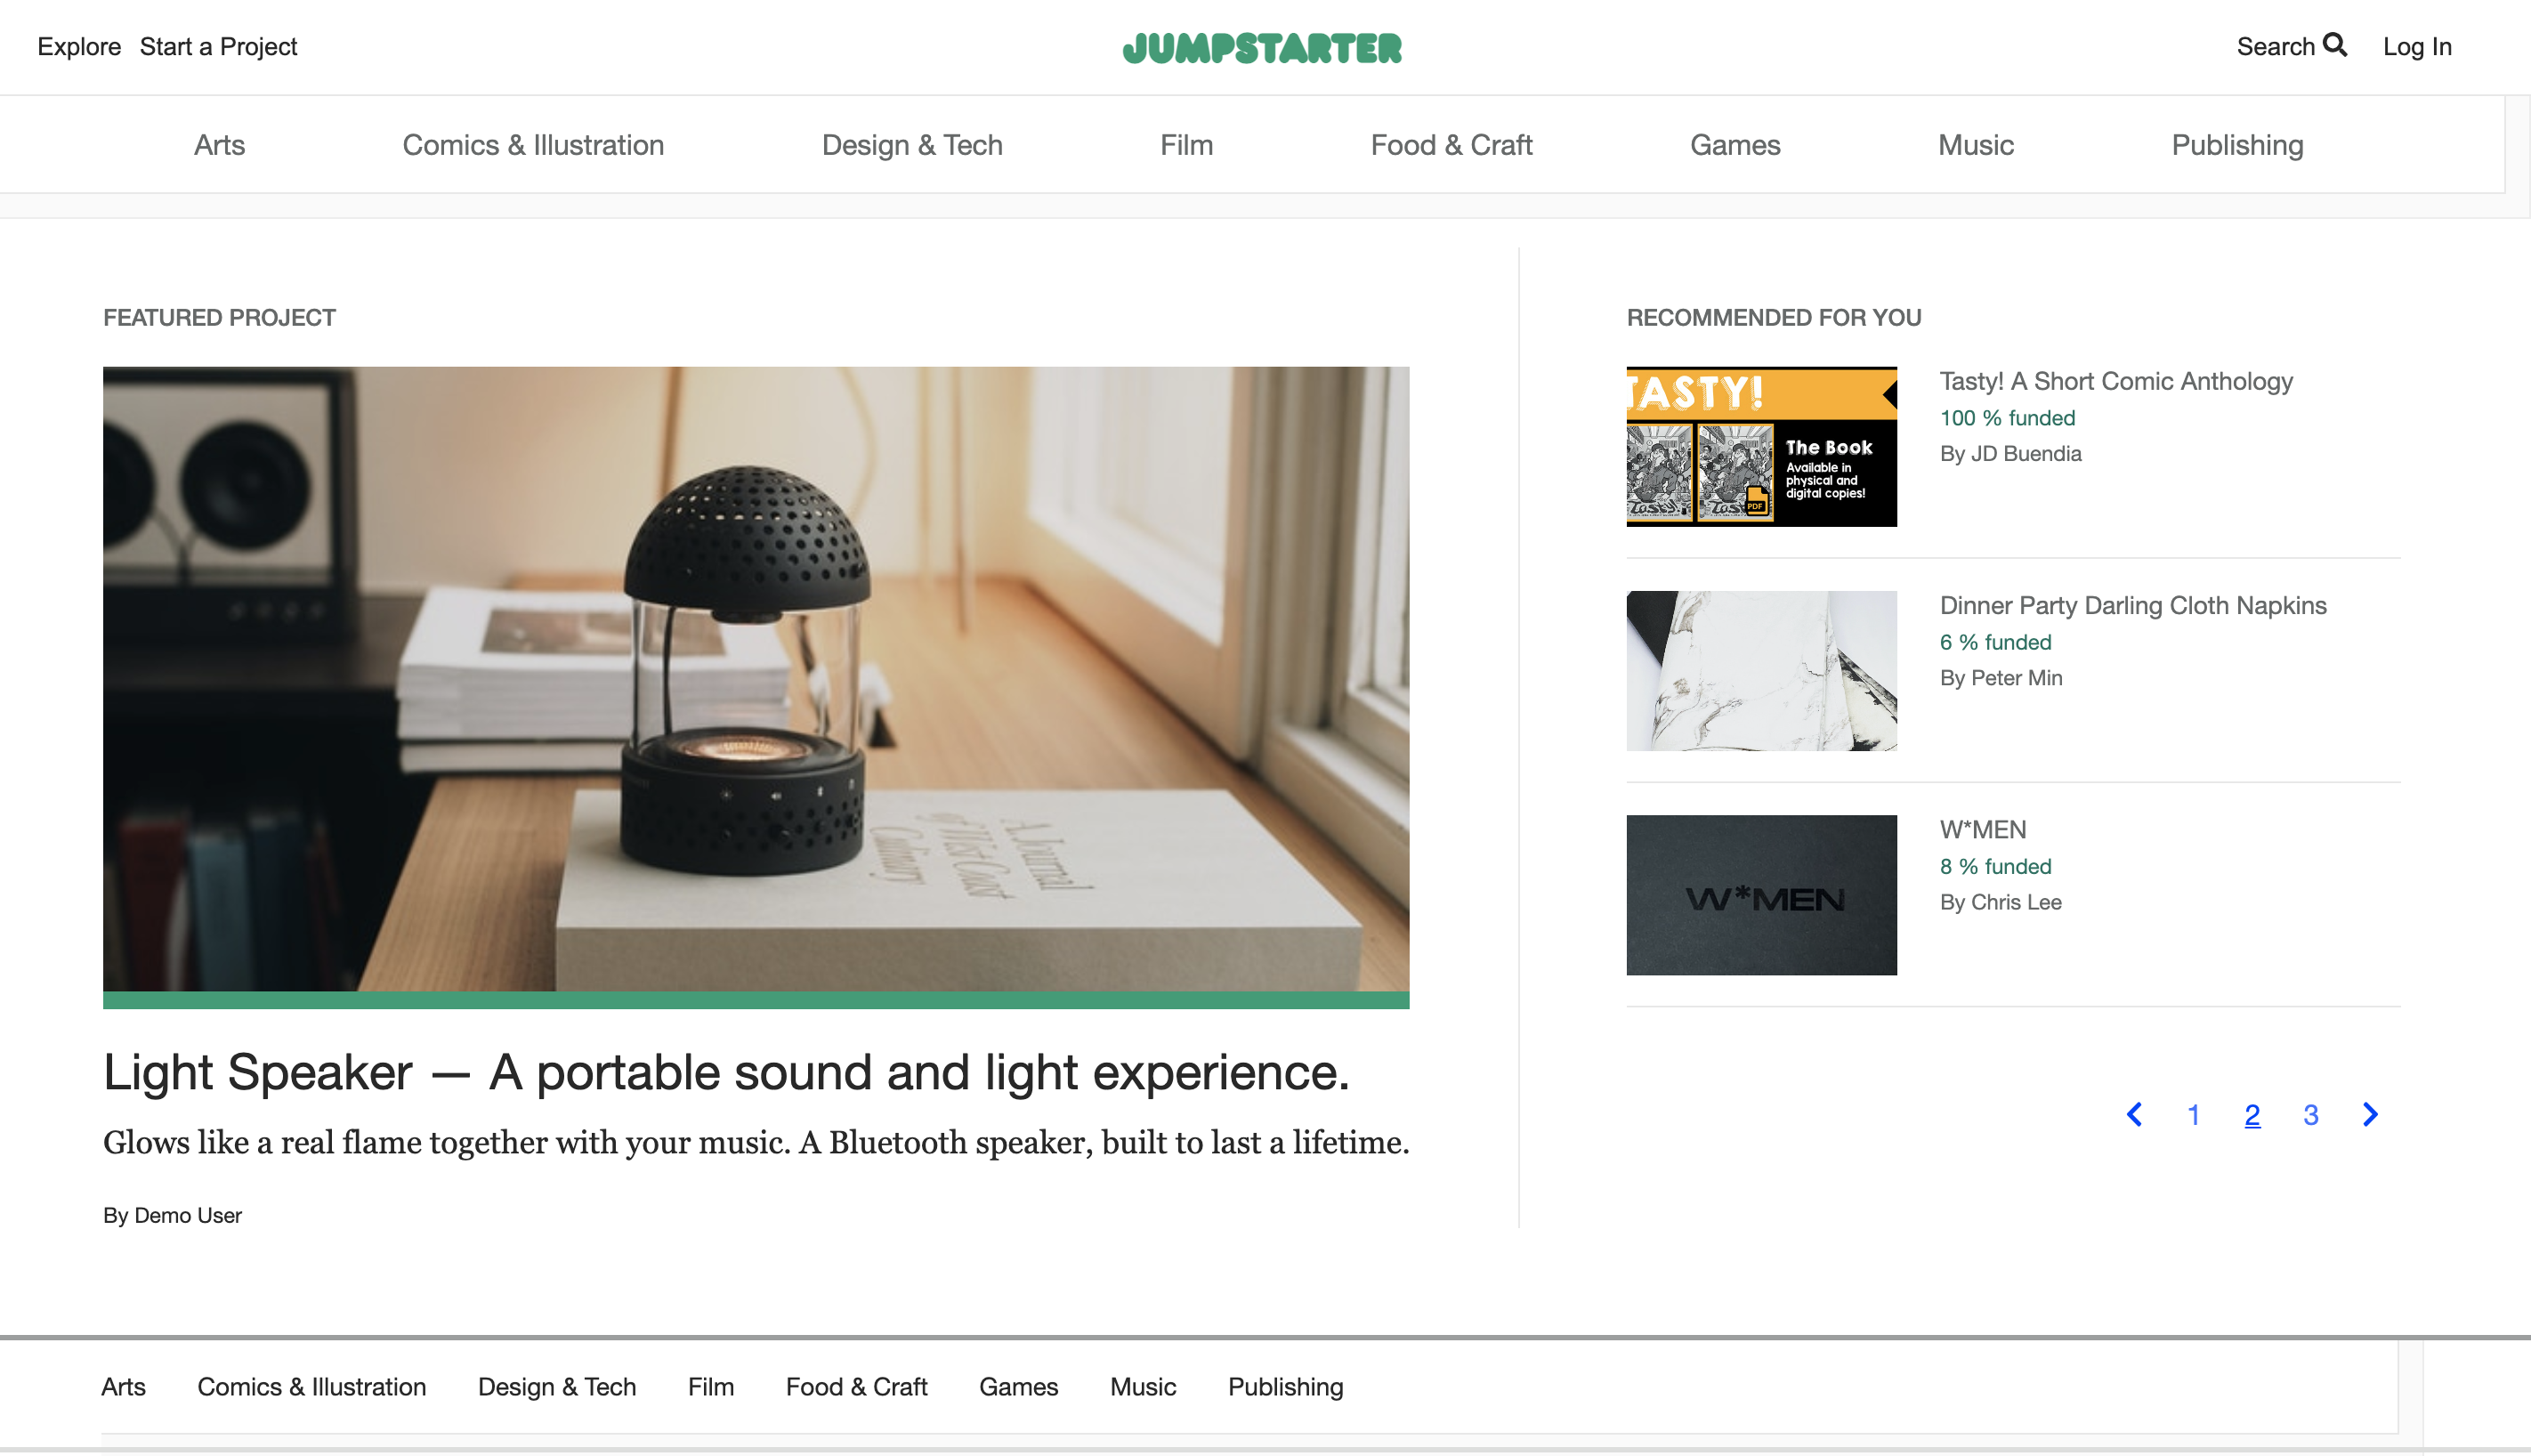 Explore Start a Project
JUMPSTARTER
Search Log In
Arts Comics & Illustration Design & Tech Film Food & Craft Games Music Publishing
FEATURED PROJECT
A Journal
of West Coast
Culinary
Light Speaker — A portable sound and light experience.
Glows like a real flame together with your music. A Bluetooth speaker, built to last a lifetime.
By Demo User
RECOMMENDED FOR YOU
TASTY!
The Book
Available in
physical and
digital copies!
PDF
Tasty! A Short Comic Anthology
100 % funded
By JD Buendia
Dinner Party Darling Cloth Napkins
6 % funded
By Peter Min
W*MEN
W*MEN
8 % funded
By Chris Lee
1 2 3
Arts Comics & Illustration Design & Tech Film Food & Craft Games Music Publishing